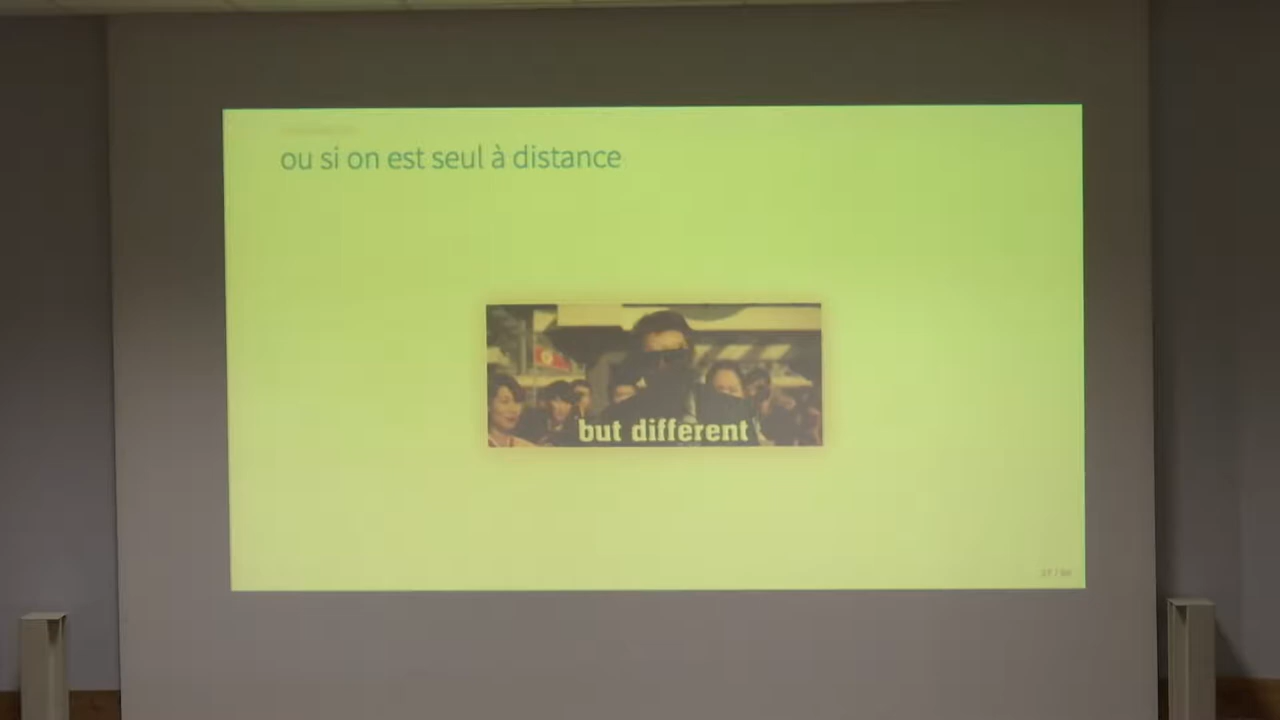 ou si on est seul à distance
but different